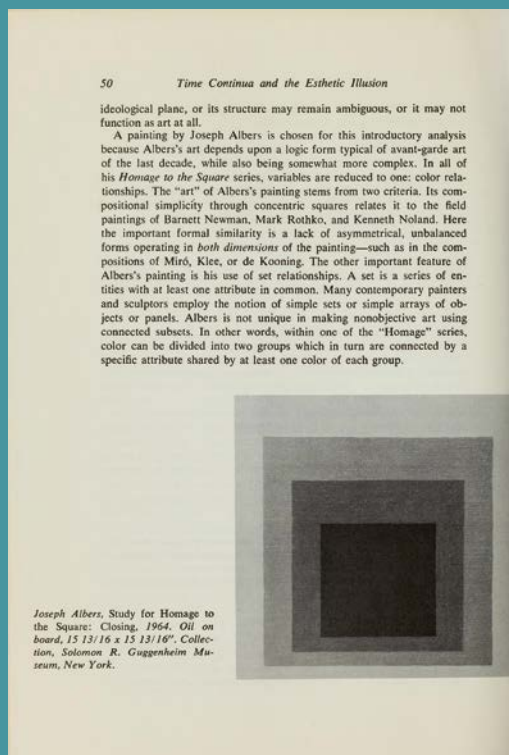 50 Time Continua and the Esthetic Illusion
ideological plane, or its structure may remain ambiguous, or it may not
function as art at all.
A painting by Joseph Albers is chosen for this introductory analysis
because Albers's art depends upon a logic form typical of avant-garde art
of the last decade, while also being somewhat more complex. In all of
his Homage to the Square series, variables are reduced to one: color rela-
tionships. The "art" of Albers's painting stems from two criteria. Its com-
positional simplicity through concentric squares relates it to the field
paintings of Barnett Newman, Mark Rothko, and Kenneth Noland. Here
the important formal similarity is a lack of asymmetrical, unbalanced
forms operating in both dimensions of the painting—such as in the com-
positions of Miró, Klee, or de Kooning. The other important feature of
Albers's painting is his use of set relationships. A set is a series of en-
tities with at least one attribute in common. Many contemporary painters
and sculptors employ the notion of simple sets or simple arrays of ob-
jects or panels. Albers is not unique in making nonobjective art using
connected subsets. In other words, within one of the "Homage" series,
color can be divided into two groups which in turn are connected by a
specific attribute shared by at least one color of each group.
Joseph Albers, Study for Homage to
the Square: Closing, 1964. Oil on
board, 15 13/16 x 15 13/16". Collec-
tion, Solomon R. Guggenheim Mu-
seum, New York.